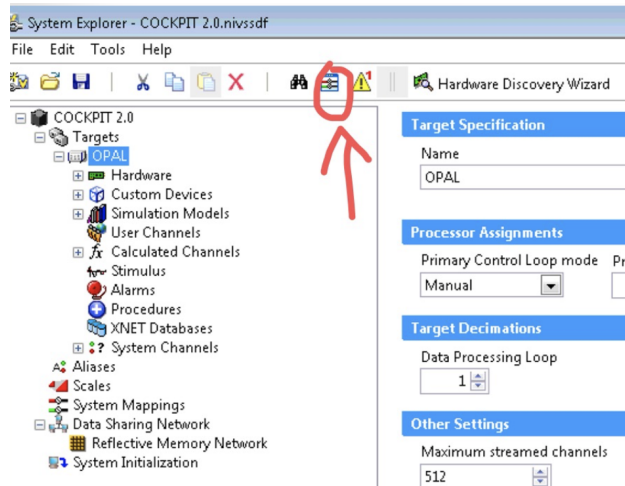 System Explorer - COCKPIT 2.0.nivssdf
File Edit Tools Help
1 Hardware Discovery Wizard
COCKPIT 2.0
Targets
OPAL
Hardware
Custom Devices
Simulation Models
User Channels
fx Calculated Channels
Stimulus
Alarms
Procedures
XNET Databases
System Channels
Aliases
Scales
System Mappings
Data Sharing Network
Reflective Memory Network
System Initialization
Target Specification
Name
OPAL
Processor Assignments
Primary Control Loop mode Pr
Manual
Target Decimations
Data Processing Loop
1
Other Settings
Maximum streamed channels
512